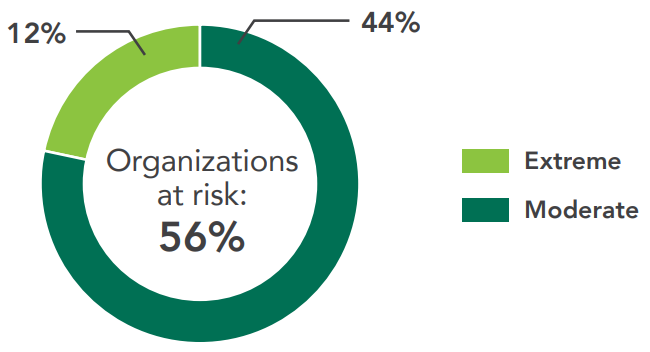 12%
44%
Organizations
at risk:
56%
Extreme
Moderate